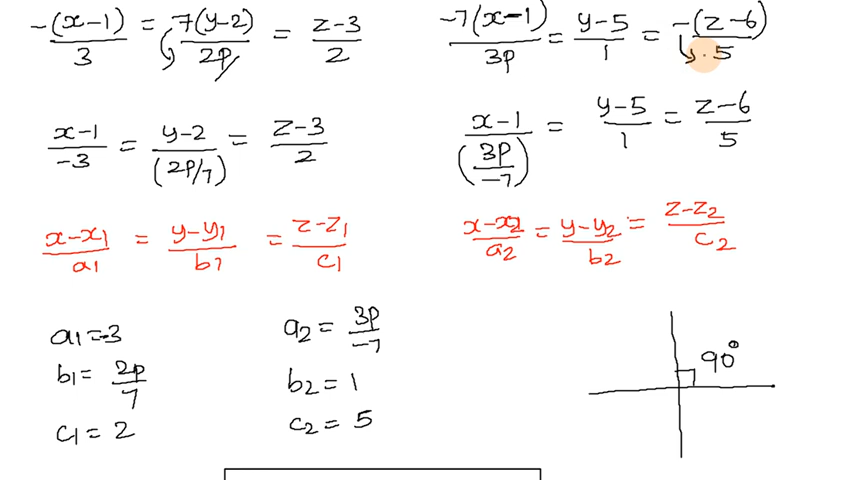 -(x-1)/3 = 7(y-2)/2P = z-3/2
-7(x-1)/3P = y-5/1 = -(z-6)/5
x-1/-3 = y-2/(2P/7) = z-3/2
x-1/(3P/-7) = y-5/1 = z-6/5
x-x1/a1 = y-y1/b1 = z-z1/c1
x-x2/a2 = y-y2/b2 = z-z2/c2
a1=-3
b1= 2P/7
c1= 2
a2= 3P/-7
b2= 1
c2= 5
90°